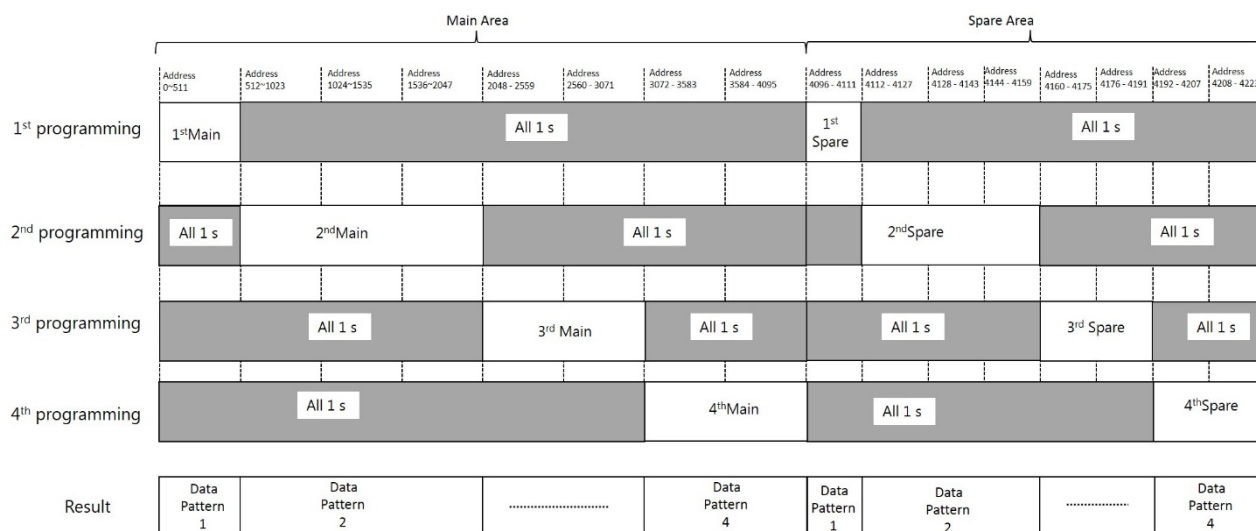 Main Area
Spare Area
Address
0~511
Address
512~1023
Address
1024~1535
Address
1536~2047
Address
2048 - 2559
Address
2560 - 3071
Address
3072 - 3583
Address
3584 - 4095
Address
4096 - 4111
Address
4112 - 4127
Address
4128 - 4143
Address
4144 - 4159
Address
4160 - 4175
Address
4176 - 4191
Address
4192 - 4207
Address
4208 - 4223
1st programming
1stMain
All 1 s
1st
Spare
All 1 s
2nd programming
All 1 s
2ndMain
All 1 s
2ndSpare
All 1 s
3rd programming
All 1 s
3rd Main
All 1 s
All 1 s
3rd Spare
All 1 s
4th programming
All 1 s
4thMain
All 1 s
4thSpare
Result
Data
Pattern
1
Data
Pattern
2
....................
Data
Pattern
4
Data
Pattern
1
Data
Pattern
2
............
Data
Pattern
4